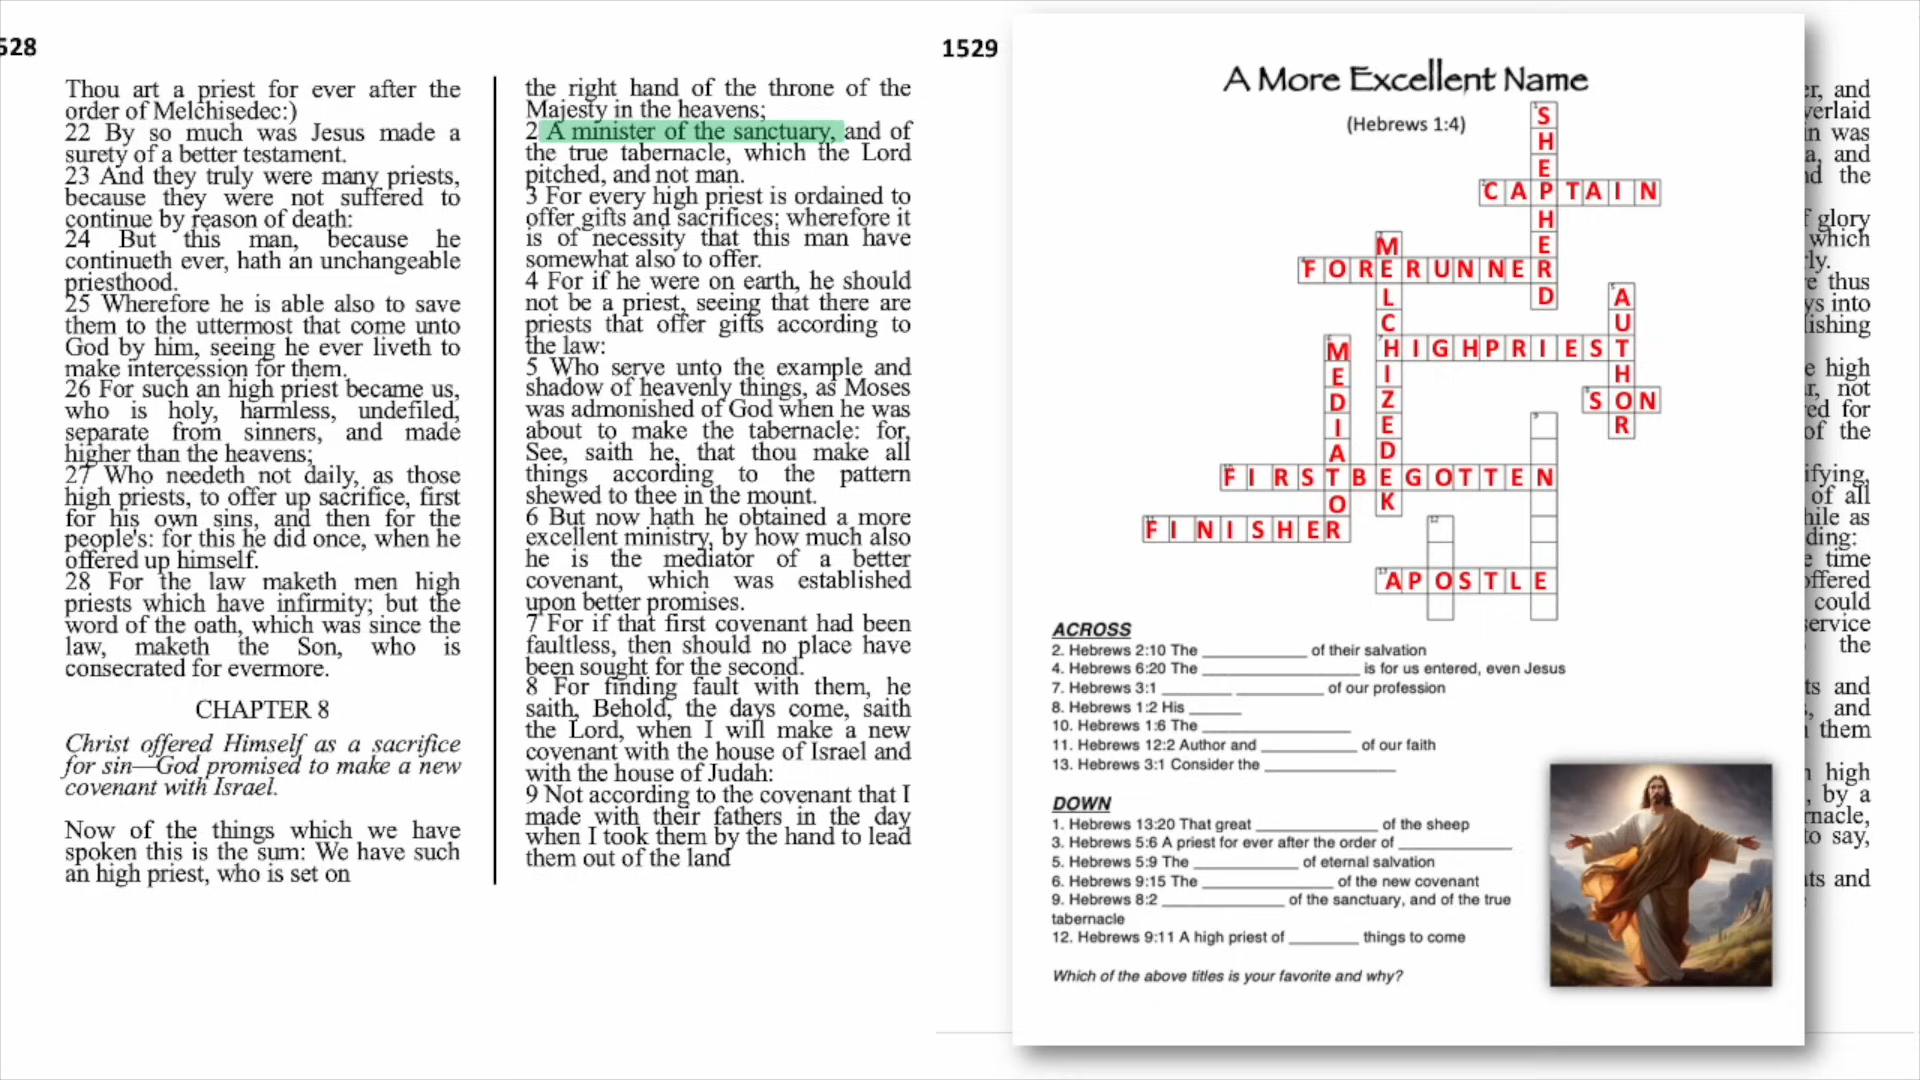 528
Thou art a priest for ever after the
order of Melchisedec:)
22 By so much was Jesus made a
surety of a better testament.
23 And they truly were many priests,
because they were not suffered to
continue by reason of death:
24 But this man, because he
continueth ever, hath an unchangeable
priesthood.
25 Wherefore he is able also to save
them to the uttermost that come unto
God by him, seeing he ever liveth to
make intercession for them.
26 For such an high priest became us,
who is holy, harmless, undefiled,
separate from sinners, and made
higher than the heavens;
27 Who needeth not daily, as those
high priests, to offer up sacrifice, first
for his own sins, and then for the
people's: for this he did once, when he
offered up himself.
28 For the law maketh men high
priests which have infirmity; but the
word of the oath, which was since the
law, maketh the Son, who is
consecrated for evermore.
CHAPTER 8
Christ offered Himself as a sacrifice
for sin—God promised to make a new
covenant with Israel.
Now of the things which we have
spoken this is the sum: We have such
an high priest, who is set on
the right hand of the throne of the
Majesty in the heavens;
2 A minister of the sanctuary, and of
the true tabernacle, which the Lord
pitched, and not man.
3 For every high priest is ordained to
offer gifts and sacrifices; wherefore it
is of necessity that this man have
somewhat also to offer.
4 For if he were on earth, he should
not be a priest, seeing that there are
priests that offer gifts according to
the law:
5 Who serve unto the example and
shadow of heavenly things, as Moses
was admonished of God when he was
about to make the tabernacle: for,
See, saith he, that thou make all
things according to the pattern
shewed to thee in the mount.
6 But now hath he obtained a more
excellent ministry, by how much also
he is the mediator of a better
covenant, which was established
upon better promises.
7 For if that first covenant had been
faultless, then should no place have
been sought for the second.
8 For finding fault with them, he
saith, Behold, the days come, saith
the Lord, when I will make a new
covenant with the house of Israel and
with the house of Judah:
9 Not according to the covenant that I
made with their fathers in the day
when I took them by the hand to lead
them out of the land
1529
A More Excellent Name
(Hebrews 1:4)
SHEPHERD
CAPTAIN
MELCHIZEDEK
FORERUNNER
AUTHOR
MEDIATOR
HIGHPRIEST
SON
FIRSTBEGOTTEN
FINISHER
APOSTLE
ACROSS
2. Hebrews 2:10 The ____________ of their salvation
4. Hebrews 6:20 The __________________ is for us entered, even Jesus
7. Hebrews 3:1 ________ __________ of our profession
8. Hebrews 1:2 His ______
10. Hebrews 1:6 The _________________
11. Hebrews 12:2 Author and ___________ of our faith
13. Hebrews 3:1 Consider the _______________
DOWN
1. Hebrews 13:20 That great ______________ of the sheep
3. Hebrews 5:6 A priest for ever after the order of _____________
5. Hebrews 5:9 The ____________ of eternal salvation
6. Hebrews 9:15 The _______________ of the new covenant
9. Hebrews 8:2 ______________ of the sanctuary, and of the true
tabernacle
12. Hebrews 9:11 A high priest of ________ things to come
Which of the above titles is your favorite and why?